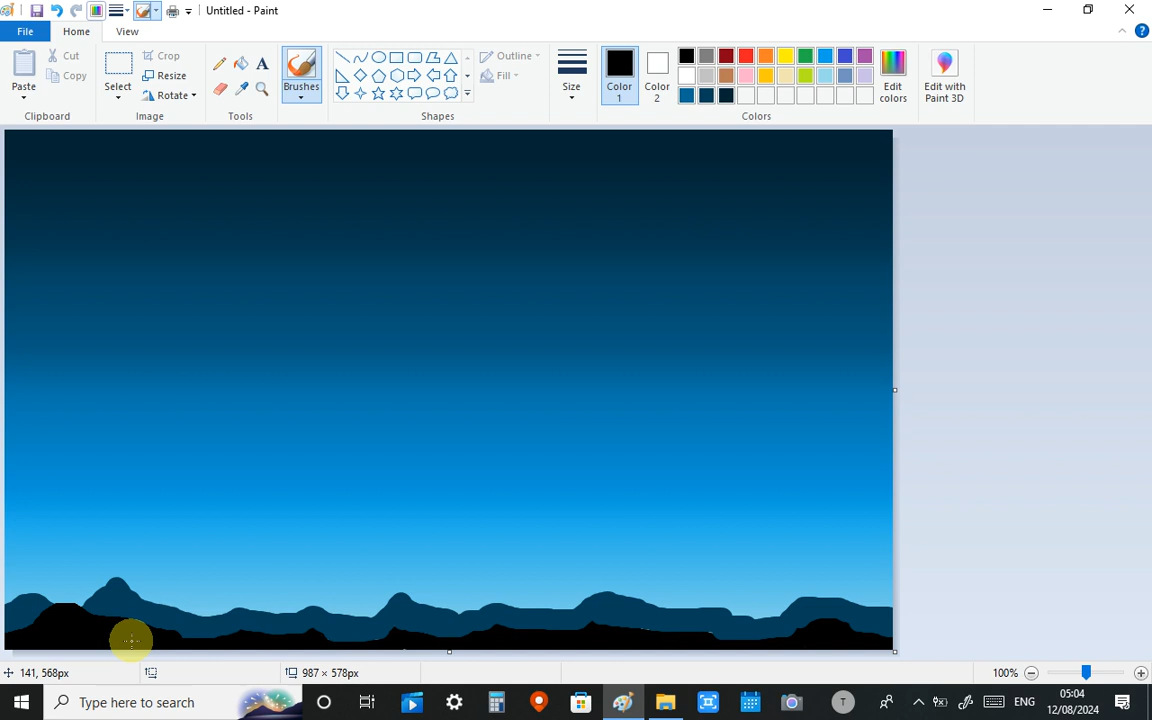 Untitled - Paint
File Home View
Paste
Cut
Copy
Clipboard
Select
Crop
Resize
Rotate
Image
Tools
Brushes
Shapes
Outline
Fill
Size
Color 1
Color 2
Edit colors
Colors
Edit with Paint 3D
141, 568px
987 × 578px
100%
Type here to search
T
ENG
05:04
12/08/2024